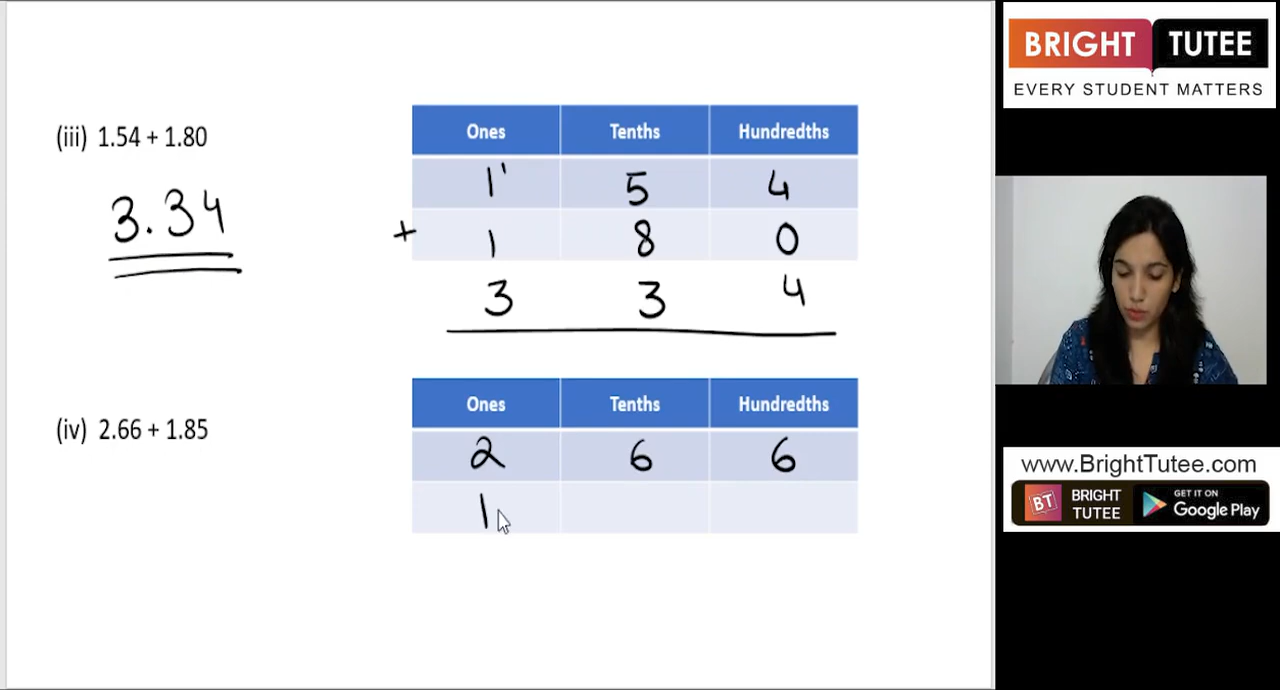 (iii) 1.54 + 1.80
3.34
Ones Tenths Hundredths
1' 5 4
+ 1 8 0
3 3 4
(iv) 2.66 + 1.85
Ones Tenths Hundredths
2 6 6
1
BRIGHT TUTEE
EVERY STUDENT MATTERS
www.BrightTutee.com
BT BRIGHT TUTEE
GET IT ON
Google Play